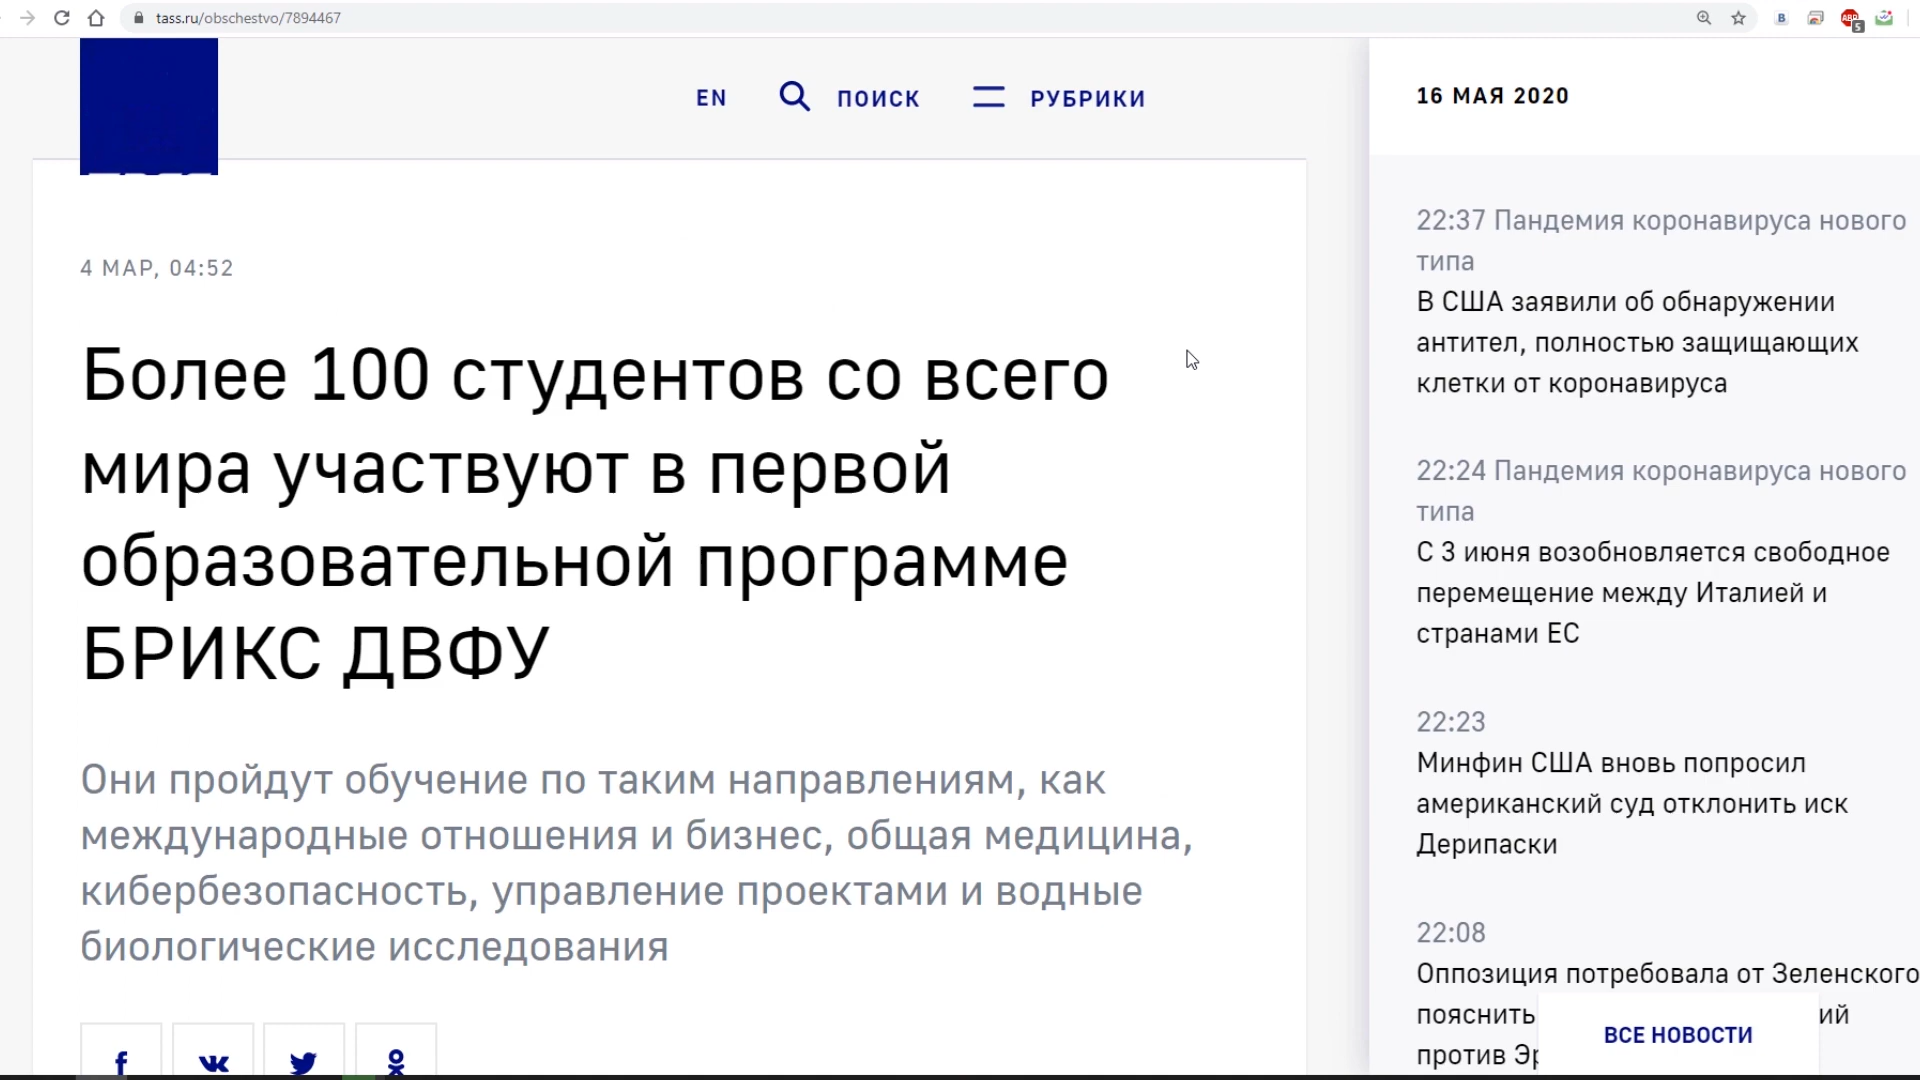 tass.ru/obschestvo/7894467
EN ПОИСК РУБРИКИ
4 МАР, 04:52
Более 100 студентов со всего
мира участвуют в первой
образовательной программе
БРИКС ДВФУ
Они пройдут обучение по таким направлениям, как
международные отношения и бизнес, общая медицина,
кибербезопасность, управление проектами и водные
биологические исследования
16 МАЯ 2020
22:37 Пандемия коронавируса нового
типа
В США заявили об обнаружении
антител, полностью защищающих
клетки от коронавируса
22:24 Пандемия коронавируса нового
типа
С 3 июня возобновляется свободное
перемещение между Италией и
странами ЕС
22:23
Минфин США вновь попросил
американский суд отклонить иск
Дерипаски
22:08
Оппозиция потребовала от Зеленского
пояснить
против
ВСЕ НОВОСТИ